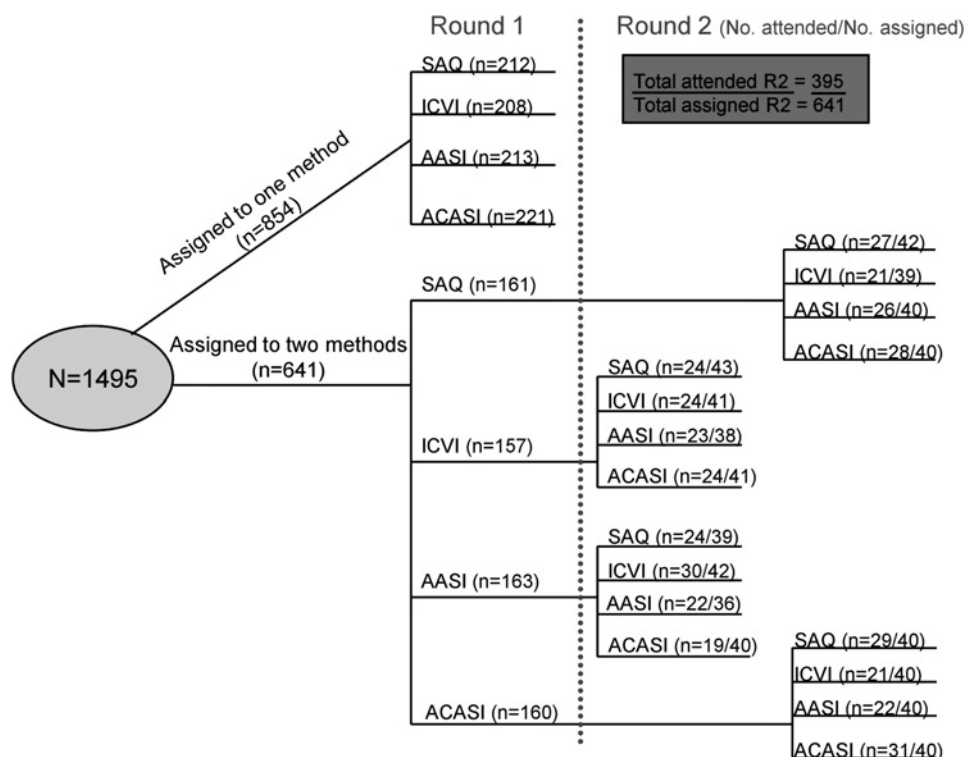 Round 1
Round 2 (No. attended/No. assigned)
Total attended R2 = 395
Total assigned R2 = 641
SAQ (n=212)
ICVI (n=208)
AASI (n=213)
ACASI (n=221)
Assigned to one method
(n=854)
N=1495
Assigned to two methods
(n=641)
SAQ (n=161)
SAQ (n=27/42)
ICVI (n=21/39)
AASI (n=26/40)
ACASI (n=28/40)
ICVI (n=157)
SAQ (n=24/43)
ICVI (n=24/41)
AASI (n=23/38)
ACASI (n=24/41)
AASI (n=163)
SAQ (n=24/39)
ICVI (n=30/42)
AASI (n=22/36)
ACASI (n=19/40)
ACASI (n=160)
SAQ (n=29/40)
ICVI (n=21/40)
AASI (n=22/40)
ACASI (n=31/40)